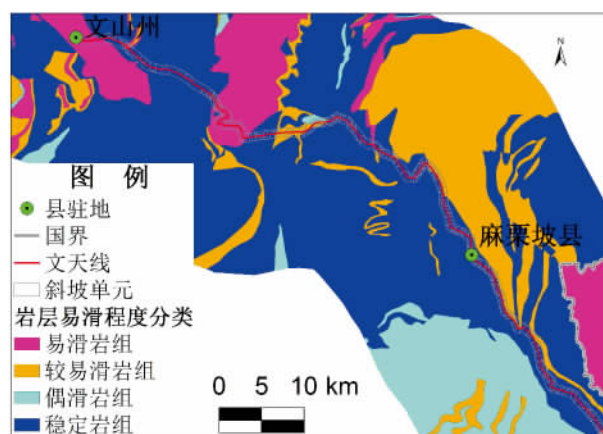 文山州
N
麻栗坡县
图 例
县驻地
国界
文天线
斜坡单元
岩层易滑程度分类
易滑岩组
较易滑岩组
偶滑岩组
稳定岩组
0 5 10 km